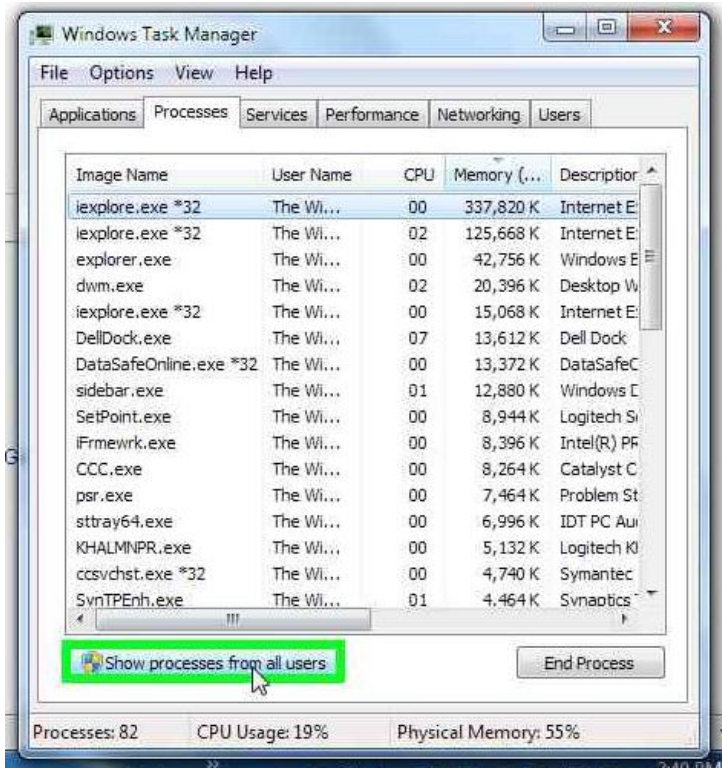 Windows Task Manager
File Options View Help
Applications Processes Services Performance Networking Users
Image Name User Name CPU Memory (... Description
iexplore.exe *32 The Wi... 00 337,820 K Internet E
iexplore.exe *32 The Wi... 02 125,668 K Internet E
explorer.exe The Wi... 00 42,756 K Windows E
dwm.exe The Wi... 02 20,396 K Desktop W
iexplore.exe *32 The Wi... 00 15,068 K Internet E
DellDock.exe The Wi... 07 13,612 K Dell Dock
DataSafeOnline.exe *32 The Wi... 00 13,372 K DataSafeC
sidebar.exe The Wi... 01 12,880 K Windows D
SetPoint.exe The Wi... 00 8,944 K Logitech Se
iFrmewrk.exe The Wi... 00 8,396 K Intel(R) PR
CCC.exe The Wi... 00 8,264 K Catalyst C
psr.exe The Wi... 00 7,464 K Problem St
sttray64.exe The Wi... 00 6,996 K IDT PC Au
KHALMNPR.exe The Wi... 00 5,132 K Logitech K
ccsvchst.exe *32 The Wi... 00 4,740 K Symantec
SynTPEnh.exe The Wi... 01 4,464 K Synaptics
Show processes from all users End Process
Processes: 82 CPU Usage: 19% Physical Memory: 55%
2:40 PM